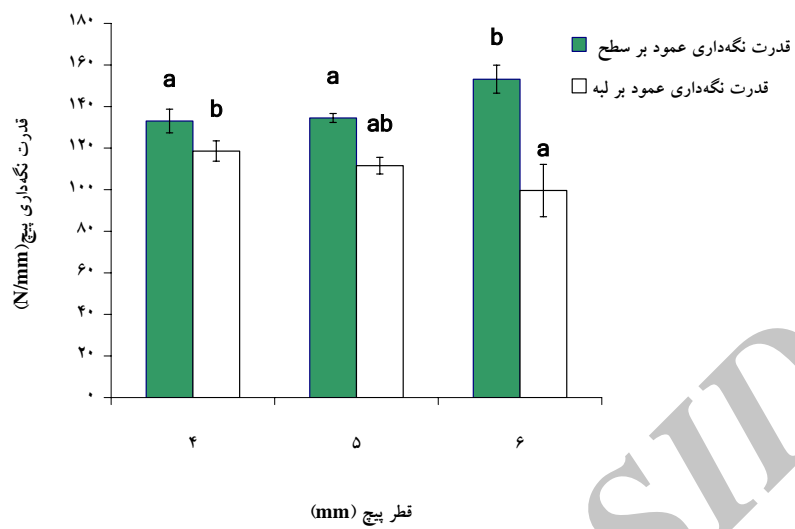 ۱۸۰
۱۶۰
۱۴۰
۱۲۰
۱۰۰
۸۰
۶۰
۴۰
۲۰
۰
قدرت نگه‌داری پیچ(N/mm)
a
b
a
ab
b
a
قدرت نگه‌داری عمود بر سطح
قدرت نگه‌داری عمود بر لبه
۴ ۵ ۶
قطر پیچ (mm)
SID